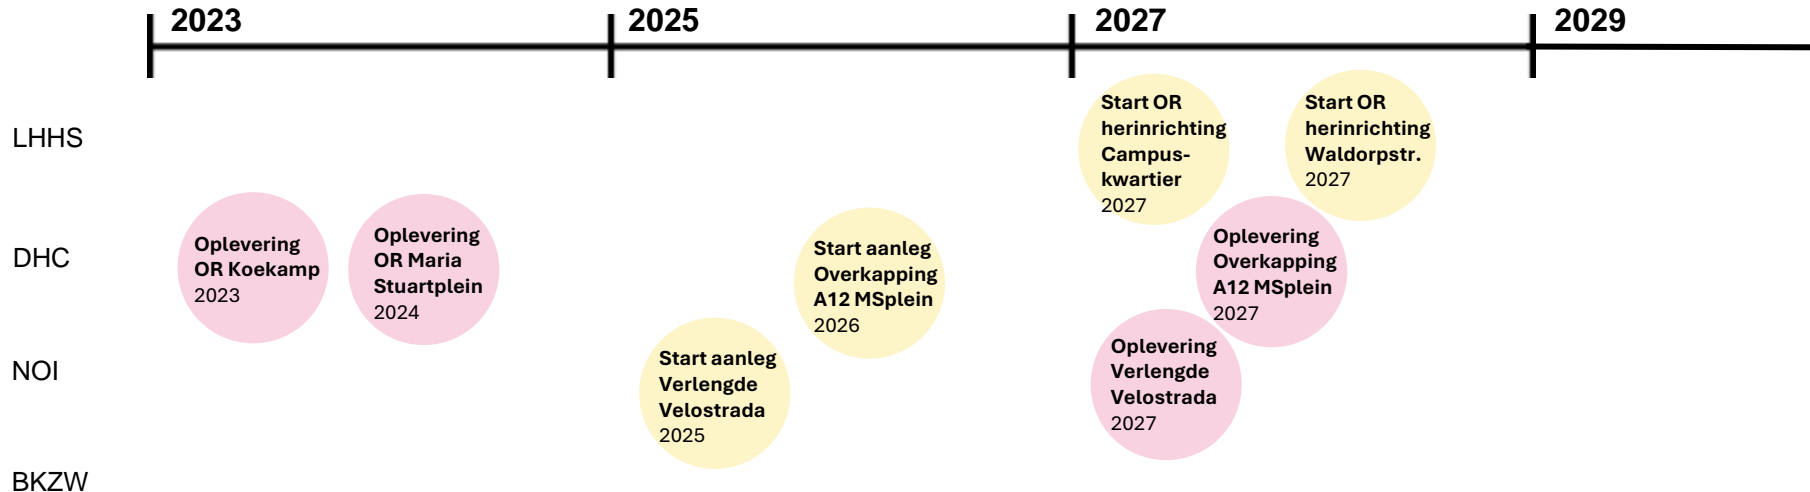 2023
2025
2027
2029
LHHS
Start OR
herinrichting
Campus-
kwartier
2027
Start OR
herinrichting
Waldorpstr.
2027
DHC
Oplevering
OR Koekamp
2023
Oplevering
OR Maria
Stuartplein
2024
Start aanleg
Overkapping
A12 MSplein
2026
Oplevering
Overkapping
A12 MSplein
2027
NOI
Start aanleg
Verlengde
Velostrada
2025
Oplevering
Verlengde
Velostrada
2027
BKZW